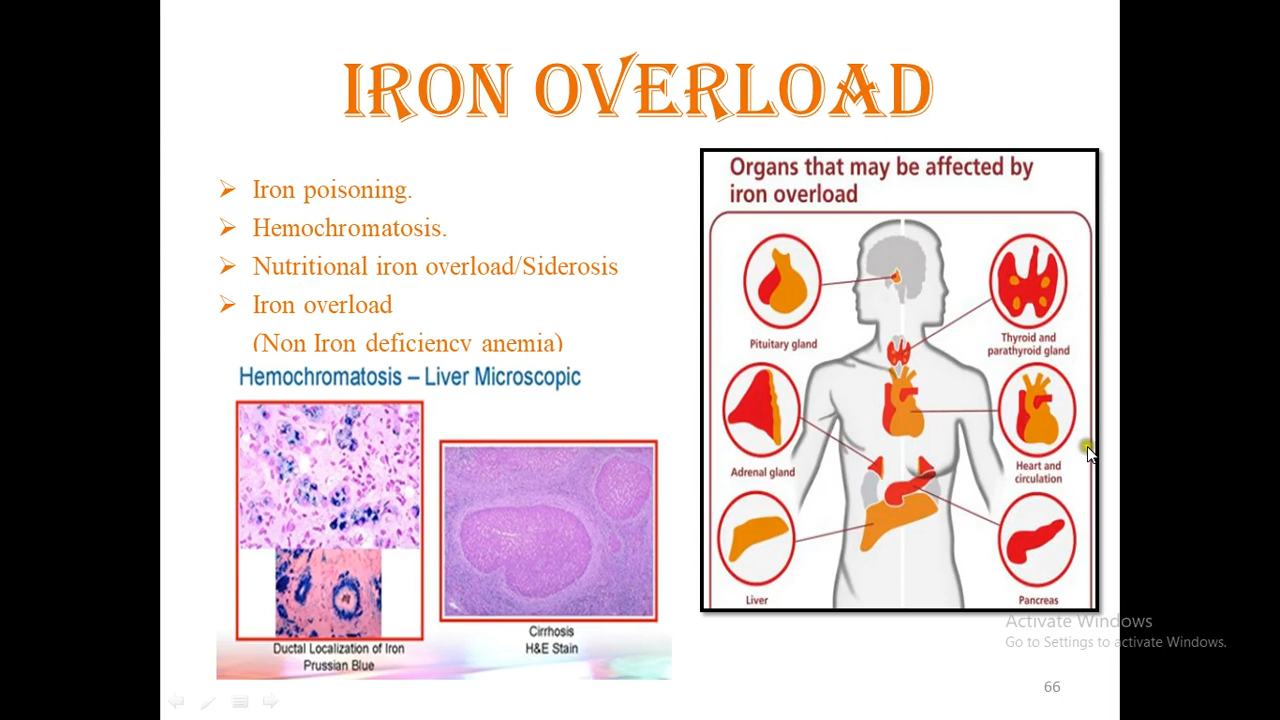 IRON OVERLOAD
➢ Iron poisoning.
➢ Hemochromatosis.
➢ Nutritional iron overload/Siderosis
➢ Iron overload
(Non Iron deficiency anemia)
Hemochromatosis – Liver Microscopic
Ductal Localization of Iron
Prussian Blue
Cirrhosis
H&E Stain
Organs that may be affected by
iron overload
Pituitary gland
Thyroid and
parathyroid gland
Adrenal gland
Heart and
circulation
Liver
Pancreas
Activate Windows
Go to Settings to activate Windows.
66